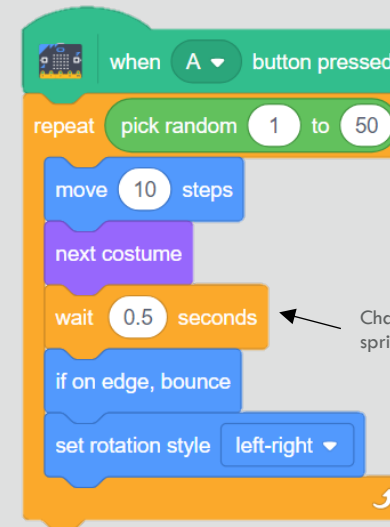 when A button pressed
repeat pick random 1 to 50
move 10 steps
next costume
wait 0.5 seconds
if on edge, bounce
set rotation style left-right